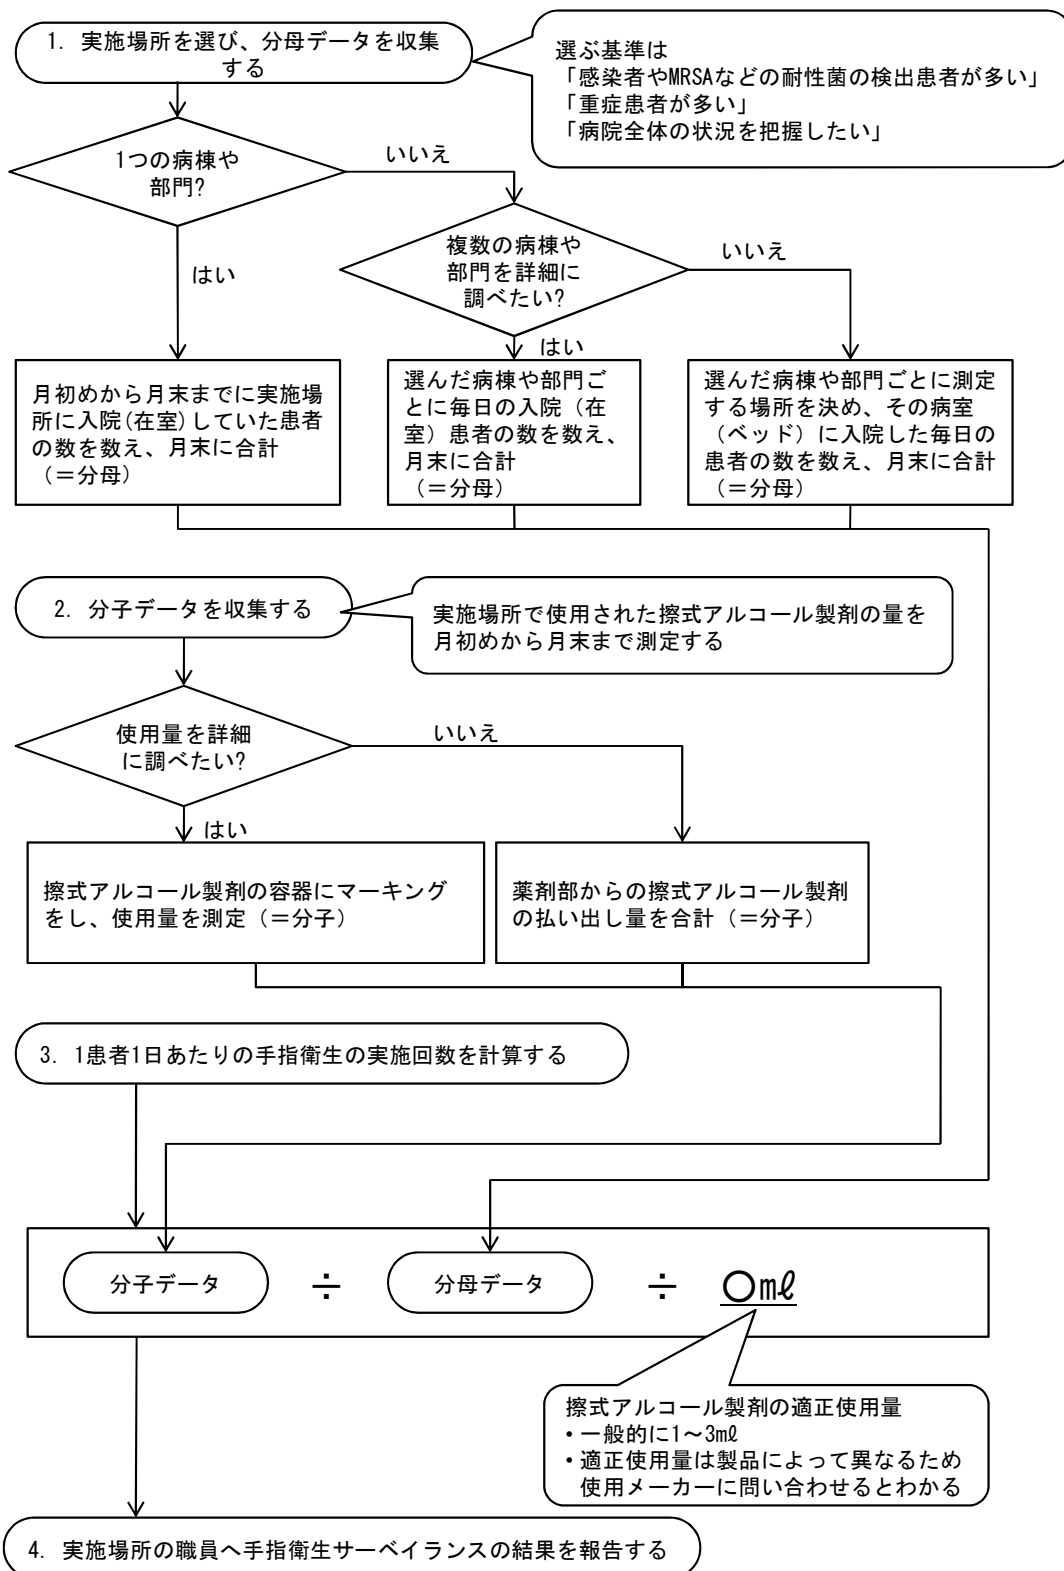 1. 実施場所を選び、分母データを収集
する
選ぶ基準は
「感染者やMRSAなどの耐性菌の検出患者が多い」
「重症患者が多い」
「病院全体の状況を把握したい」
1つの病棟や
部門?
いいえ
はい
複数の病棟や
部門を詳細に
調べたい?
いいえ
はい
月初めから月末までに実施場
所に入院(在室)していた患者
の数を数え、月末に合計
(＝分母)
選んだ病棟や部門ご
とに毎日の入院（在
室）患者の数を数え、
月末に合計
(＝分母)
選んだ病棟や部門ごとに測定
する場所を決め、その病室
（ベッド）に入院した毎日の
患者の数を数え、月末に合計
(＝分母)
2. 分子データを収集する
実施場所で使用された擦式アルコール製剤の量を
月初めから月末まで測定する
使用量を詳細
に調べたい?
いいえ
はい
擦式アルコール製剤の容器にマーキング
をし、使用量を測定（＝分子）
薬剤部からの擦式アルコール製剤
の払い出し量を合計（＝分子）
3. 1患者1日あたりの手指衛生の実施回数を計算する
分子データ ÷ 分母データ ÷ ○mℓ
擦式アルコール製剤の適正使用量
・一般的に1～3mℓ
・適正使用量は製品によって異なるため
使用メーカーに問い合わせるとわかる
4. 実施場所の職員へ手指衛生サーベイランスの結果を報告する